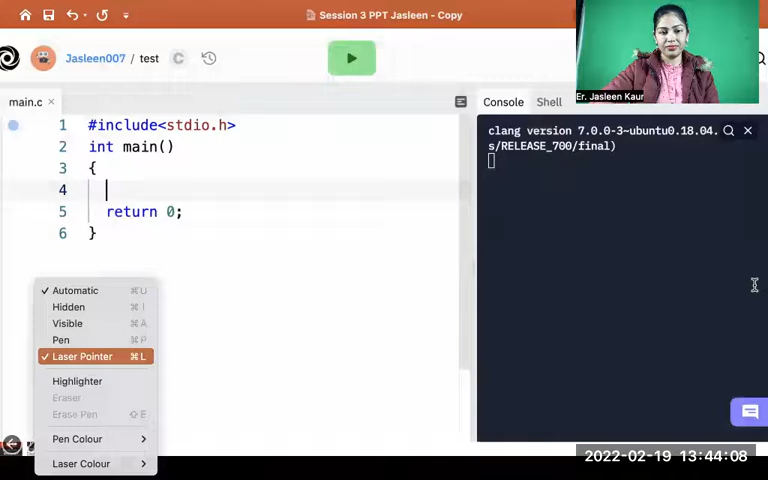 Session 3 PPT Jasleen - Copy
Jasleen007 / test C
Er. Jasleen Kaur
main.c ×
Console Shell
1 #include<stdio.h>
2 int main()
3 {
4
5 return 0;
6 }
clang version 7.0.0-3~ubuntu0.18.04.
s/RELEASE_700/final)
✓ Automatic ⌘U
Hidden ⌘I
Visible ⌘A
Pen ⌘P
✓ Laser Pointer ⌘L
Highlighter
Eraser
Erase Pen ⇧E
Pen Colour >
Laser Colour >
2022-02-19 13:44:08